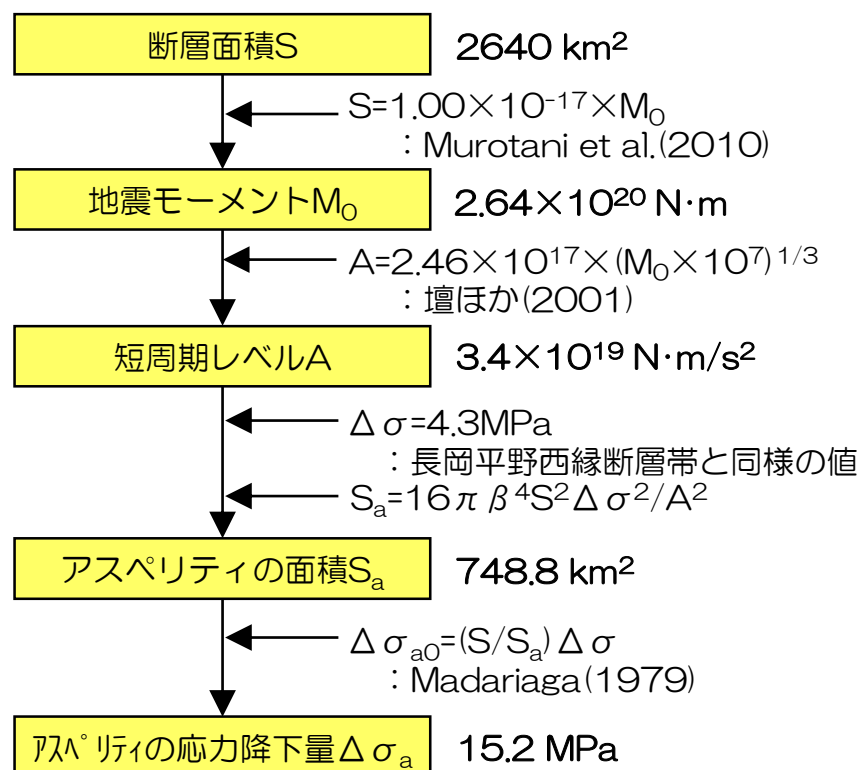 断層面積S 2640 km²
S=1.00×10⁻¹⁷×M₀
：Murotani et al.(2010)
地震モーメントM₀ 2.64×10²⁰ N·m
A=2.46×10¹⁷×(M₀×10⁷)¹/³
：壇ほか(2001)
短周期レベルA 3.4×10¹⁹ N·m/s²
Δσ=4.3MPa
：長岡平野西縁断層帯と同様の値
Sₐ=16πβ⁴S²Δσ²/A²
アスペリティの面積Sₐ 748.8 km²
Δσₐ₀=(S/Sₐ)Δσ
：Madariaga(1979)
ｱｽﾍﾟﾘﾃｨの応力降下量Δσₐ 15.2 MPa